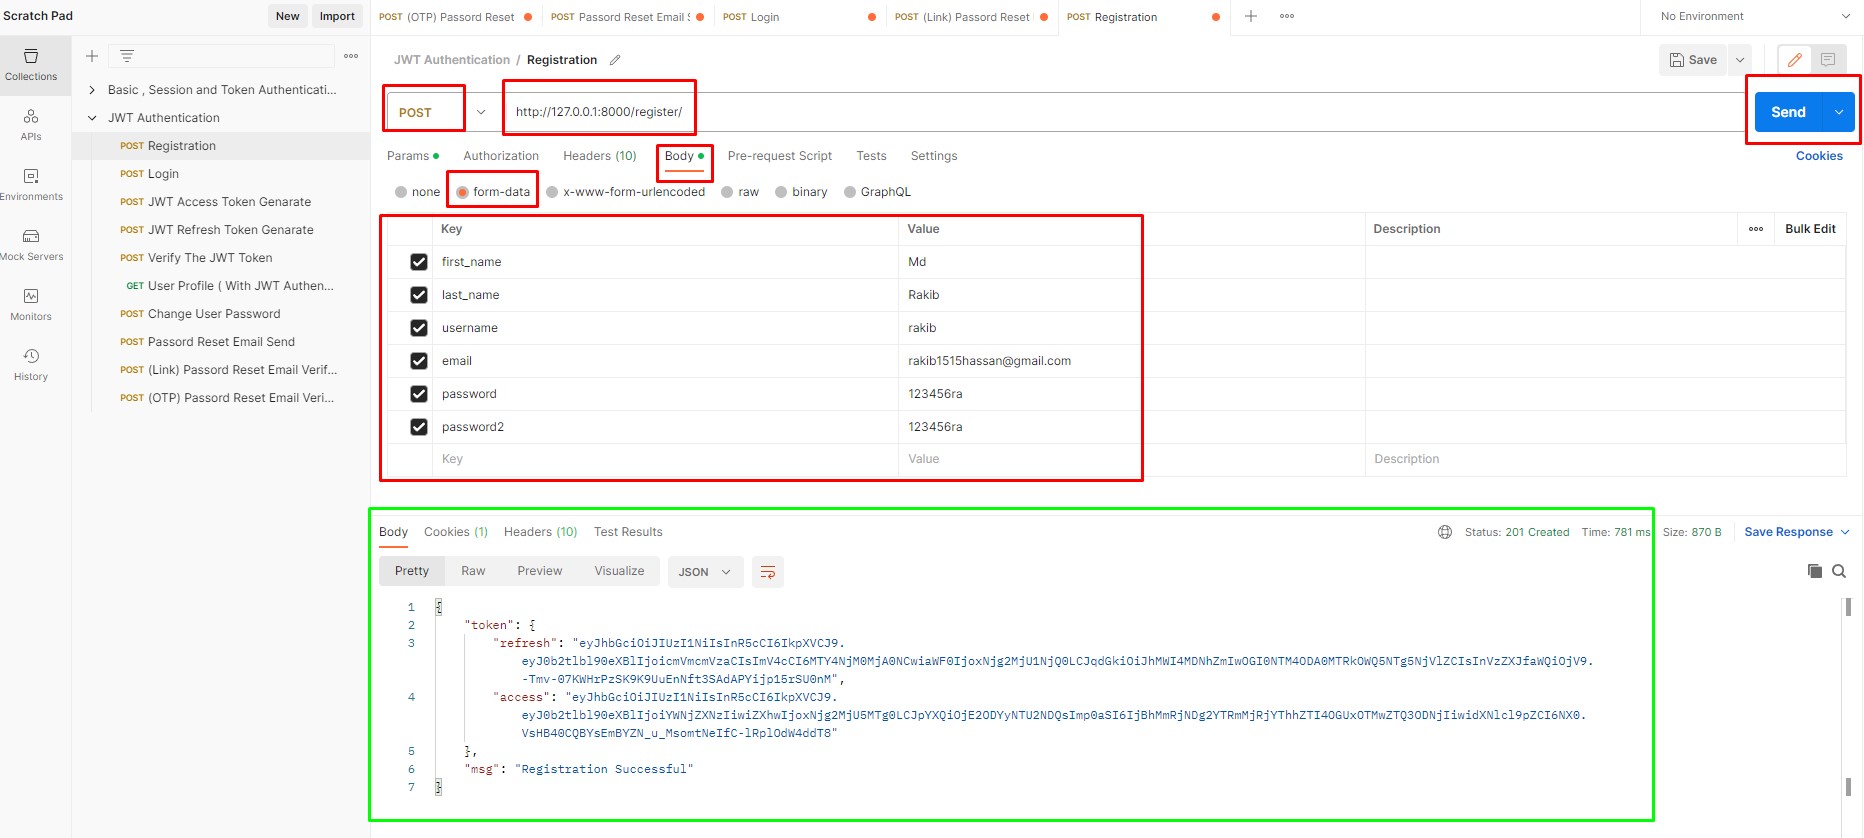 Scratch Pad
New
Import
POST (OTP) Passord Reset
POST Passord Reset Email S
POST Login
POST (Link) Passord Reset
POST Registration
No Environment
Collections
APIs
Environments
Mock Servers
Monitors
History
Basic , Session and Token Authenticati...
JWT Authentication
POST Registration
POST Login
POST JWT Access Token Genarate
POST JWT Refresh Token Genarate
POST Verify The JWT Token
GET User Profile ( With JWT Authen...
POST Change User Password
POST Passord Reset Email Send
POST (Link) Passord Reset Email Verif...
POST (OTP) Passord Reset Email Veri...
JWT Authentication / Registration
Save
POST
http://127.0.0.1:8000/register/
Send
Params
Authorization
Headers (10)
Body
Pre-request Script
Tests
Settings
Cookies
none
form-data
x-www-form-urlencoded
raw
binary
GraphQL
Key Value Description Bulk Edit
first_name Md
last_name Rakib
username rakib
email rakib1515hassan@gmail.com
password 123456ra
password2 123456ra
Key Value Description
Body Cookies (1) Headers (10) Test Results
Status: 201 Created Time: 781 ms Size: 870 B Save Response
Pretty Raw Preview Visualize JSON
1 {
2 "token": {
3 "refresh": "eyJhbGciOiJIUzI1NiIsInR5cCI6IkpXVCJ9.
4 "access": "eyJhbGciOiJIUzI1NiIsInR5cCI6IkpXVCJ9.
5 },
6 "msg": "Registration Successful"
7 }